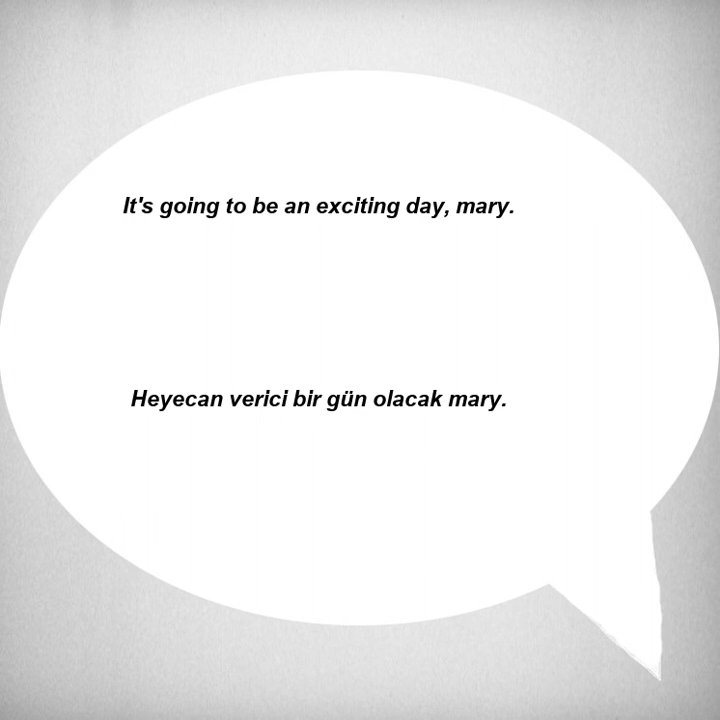 It's going to be an exciting day, mary.
Heyecan verici bir gün olacak mary.